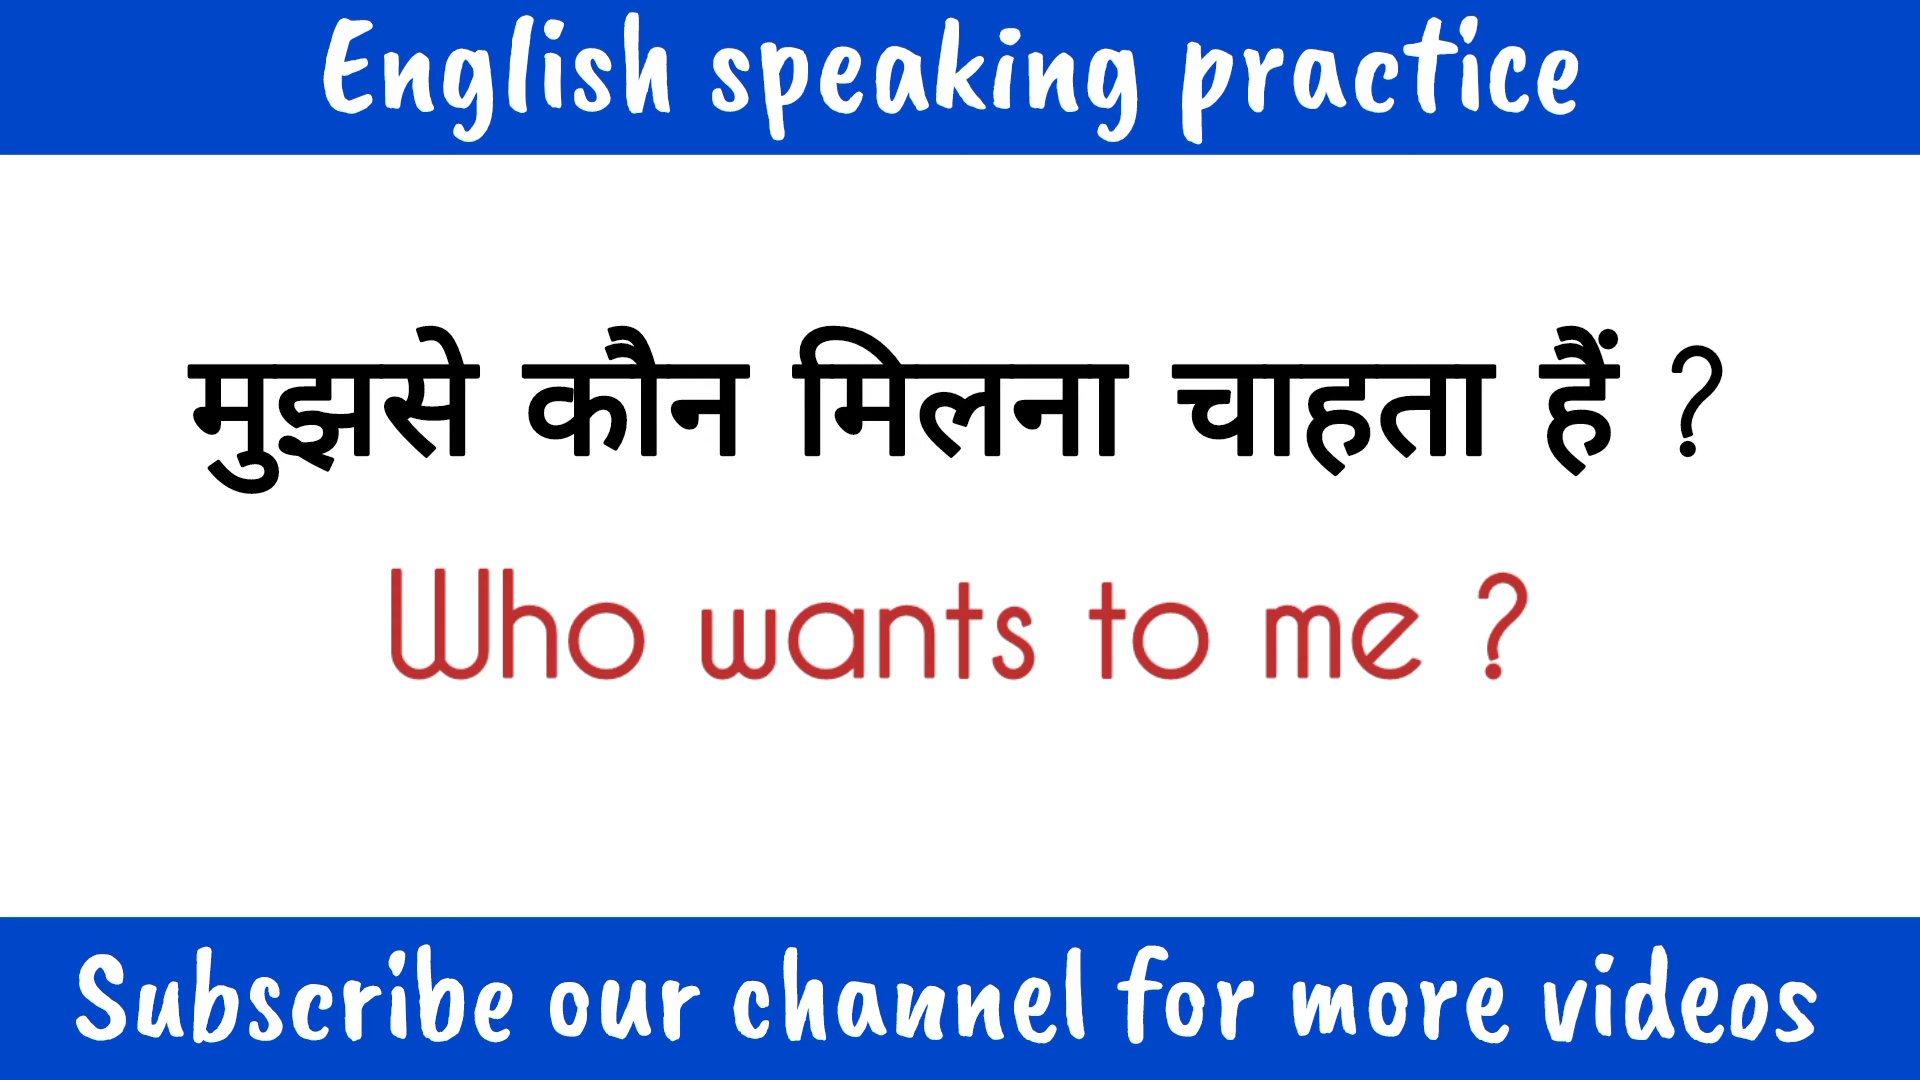 English speaking practice
मुझसे कौन मिलना चाहता हैं ?
Who wants to me ?
Subscribe our channel for more videos